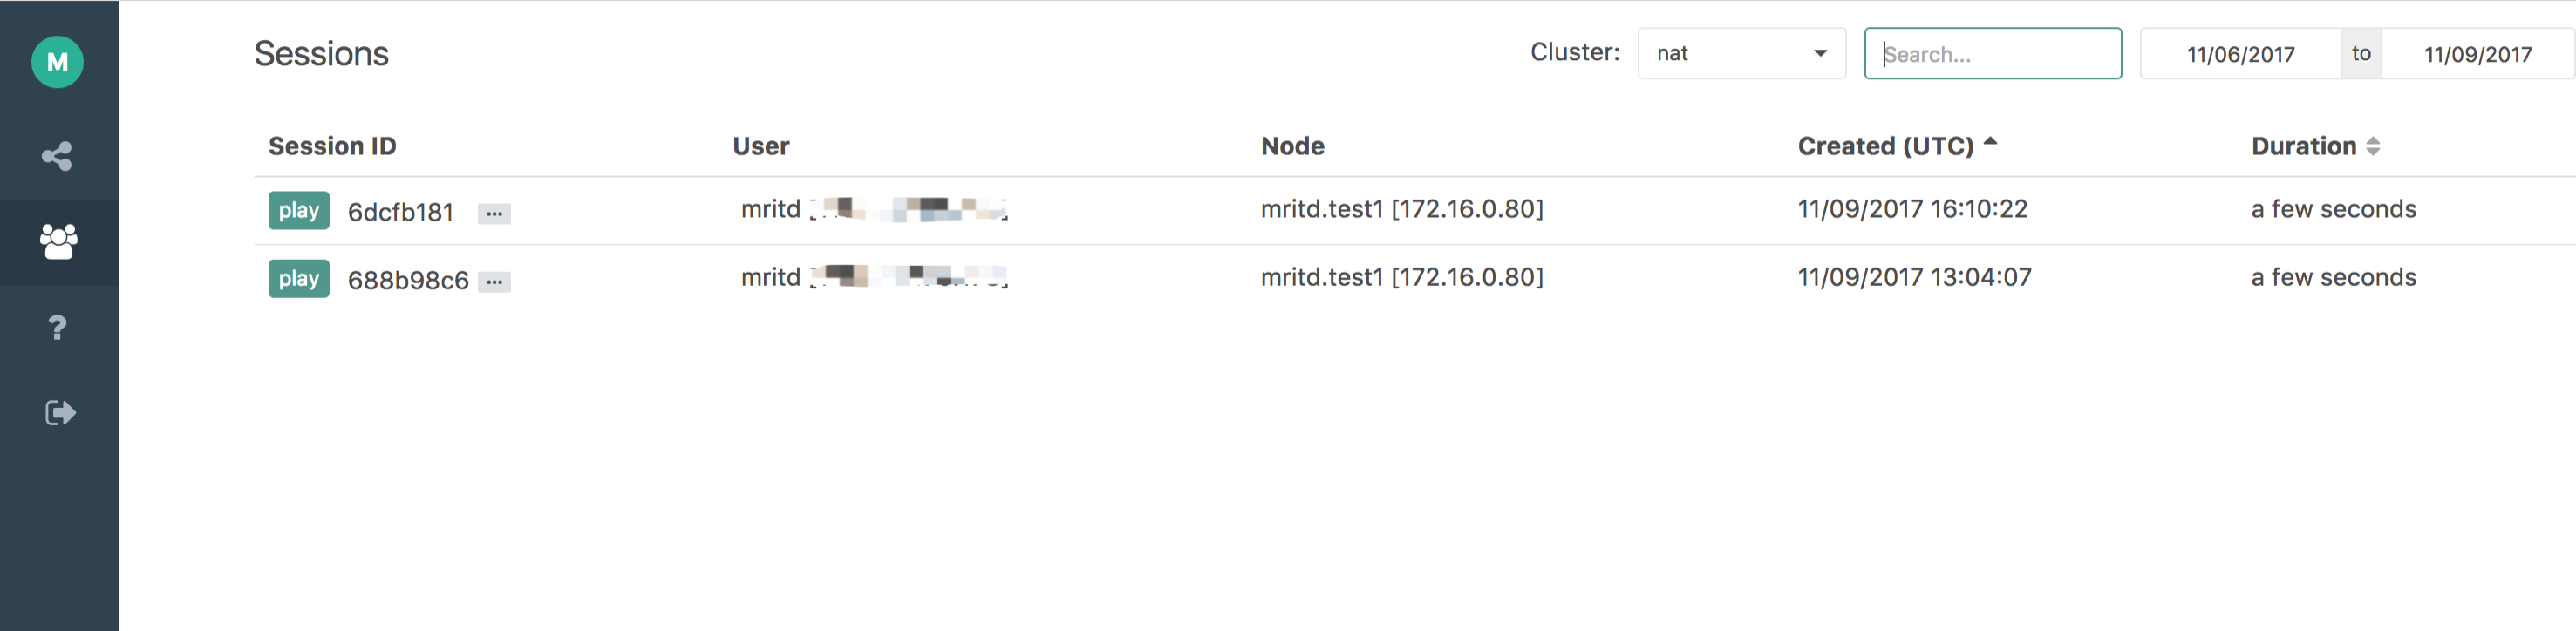 M
Sessions Cluster: nat Search... 11/06/2017 to 11/09/2017
Session ID User Node Created (UTC) Duration
play 6dcfb181 ... mritd [ ] mritd.test1 [172.16.0.80] 11/09/2017 16:10:22 a few seconds
play 688b98c6 ... mritd [ ] mritd.test1 [172.16.0.80] 11/09/2017 13:04:07 a few seconds
?